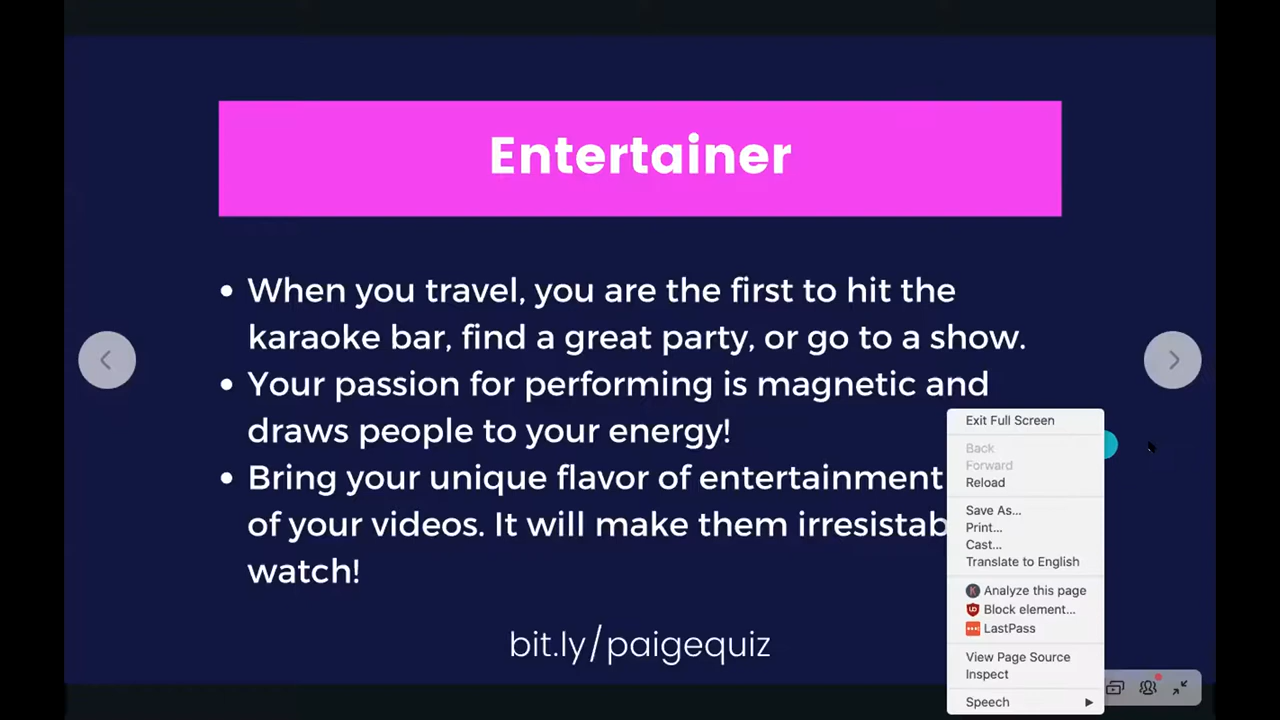 Entertainer
• When you travel, you are the first to hit the
karaoke bar, find a great party, or go to a show.
• Your passion for performing is magnetic and
draws people to your energy!
• Bring your unique flavor of entertainment
of your videos. It will make them
watch!
bit.ly/paigequiz
Exit Full Screen
Back
Forward
Reload
Save As...
Print...
Cast...
Translate to English
Analyze this page
Block element...
LastPass
View Page Source
Inspect
Speech